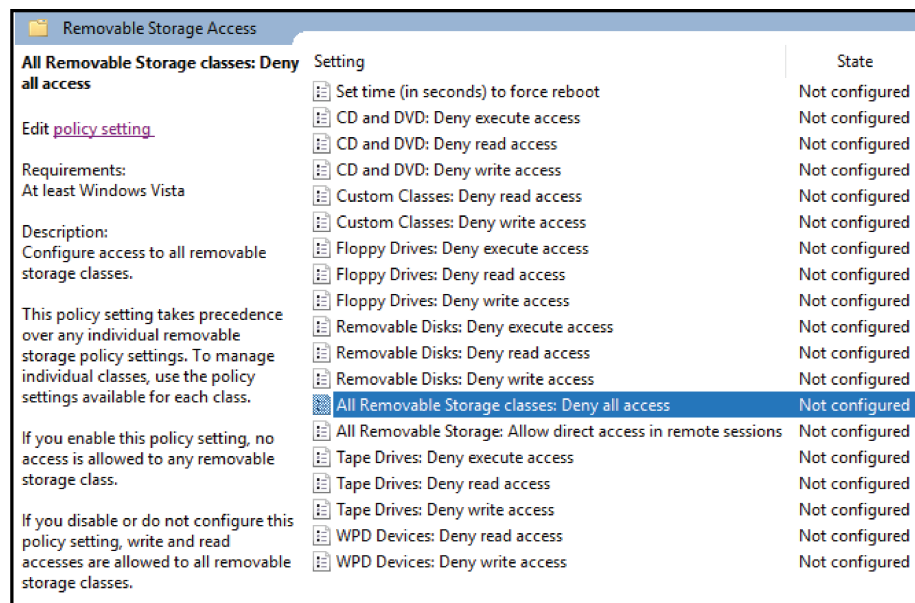 Removable Storage Access
All Removable Storage classes: Deny
all access
Edit policy setting
Requirements:
At least Windows Vista
Description:
Configure access to all removable
storage classes.
This policy setting takes precedence
over any individual removable
storage policy settings. To manage
individual classes, use the policy
settings available for each class.
If you enable this policy setting, no
access is allowed to any removable
storage class.
If you disable or do not configure this
policy setting, write and read
accesses are allowed to all removable
storage classes.
Setting State
Set time (in seconds) to force reboot Not configured
CD and DVD: Deny execute access Not configured
CD and DVD: Deny read access Not configured
CD and DVD: Deny write access Not configured
Custom Classes: Deny read access Not configured
Custom Classes: Deny write access Not configured
Floppy Drives: Deny execute access Not configured
Floppy Drives: Deny read access Not configured
Floppy Drives: Deny write access Not configured
Removable Disks: Deny execute access Not configured
Removable Disks: Deny read access Not configured
Removable Disks: Deny write access Not configured
All Removable Storage classes: Deny all access Not configured
All Removable Storage: Allow direct access in remote sessions Not configured
Tape Drives: Deny execute access Not configured
Tape Drives: Deny read access Not configured
Tape Drives: Deny write access Not configured
WPD Devices: Deny read access Not configured
WPD Devices: Deny write access Not configured